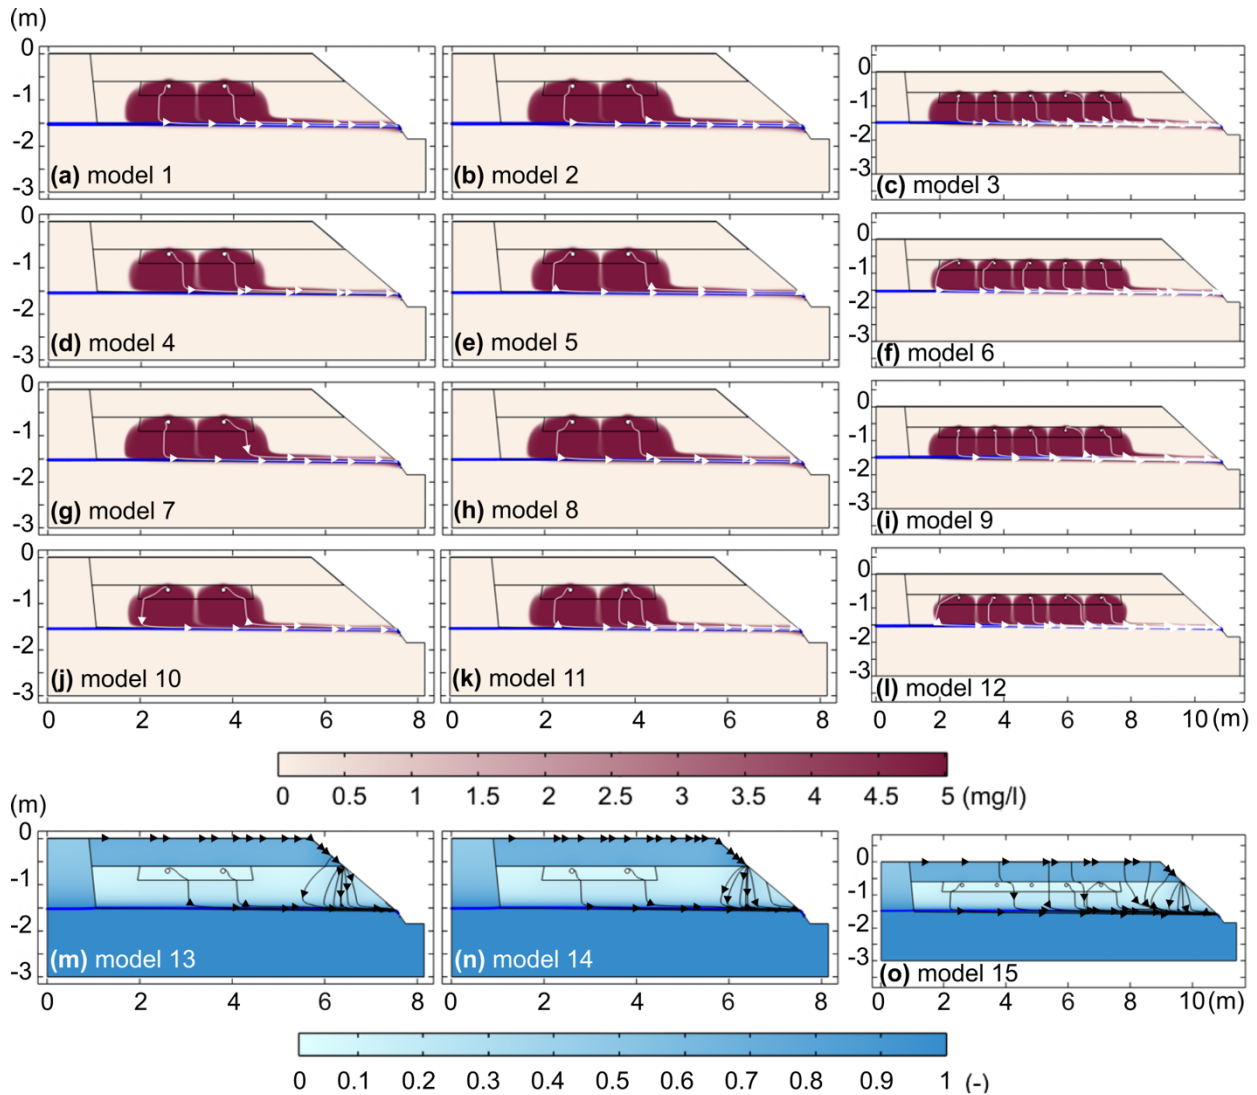 (m)
0
-1
-2
-3
(a) model 1
(b) model 2
0
-1
-2
-3
(c) model 3
0
-1
-2
-3
(d) model 4
(e) model 5
0
-1
-2
-3
(f) model 6
0
-1
-2
-3
(g) model 7
(h) model 8
0
-1
-2
-3
(i) model 9
0
-1
-2
-3
(j) model 10
(k) model 11
0
-1
-2
-3
(l) model 12
0 2 4 6 8
0 2 4 6 8
0 2 4 6 8 10 (m)
0 0.5 1 1.5 2 2.5 3 3.5 4 4.5 5 (mg/l)
(m)
0
-1
-2
-3
(m) model 13
(n) model 14
0
-1
-2
-3
(o) model 15
0 2 4 6 8
0 2 4 6 8
0 2 4 6 8 10 (m)
0 0.1 0.2 0.3 0.4 0.5 0.6 0.7 0.8 0.9 1 (-)